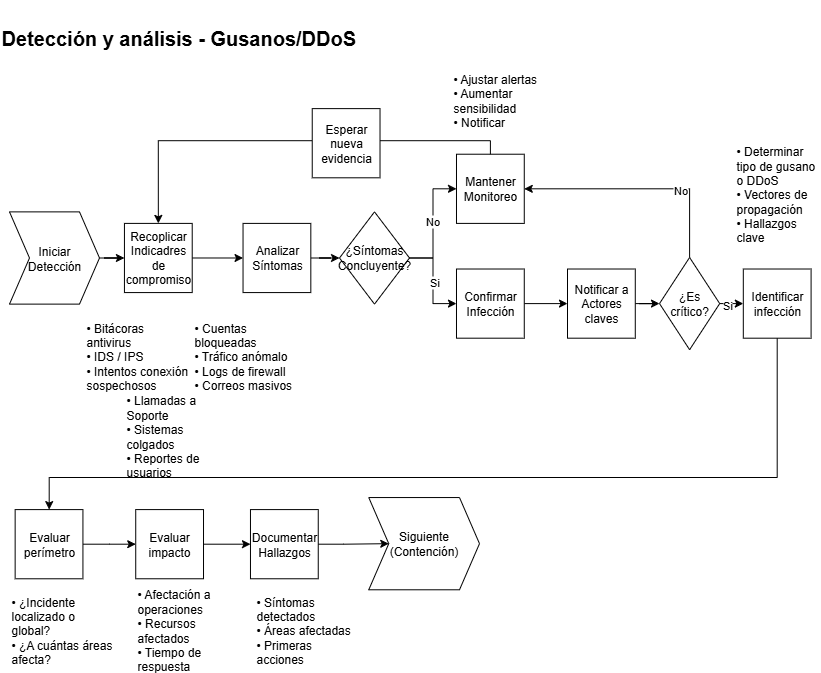 Detección y análisis - Gusanos/DDoS
• Ajustar alertas
• Aumentar
sensibilidad
• Notificar
Esperar
nueva
evidencia
Mantener
Monitoreo
• Determinar
tipo de gusano
o DDoS
• Vectores de
propagación
• Hallazgos
clave
No
No
Iniciar
Detección
Recoplicar
Indicadres
de
compromiso
Analizar
Síntomas
¿Síntomas
Concluyente?
Si
Confirmar
Infección
Notificar a
Actores
claves
¿Es
crítico?
Si
Identificar
infección
• Bitácoras
antivirus
• IDS / IPS
• Intentos conexión
sospechosos
• Cuentas
bloqueadas
• Tráfico anómalo
• Logs de firewall
• Correos masivos
• Llamadas a
Soporte
• Sistemas
colgados
• Reportes de
usuarios
Evaluar
perímetro
Evaluar
impacto
Documentar
Hallazgos
Siguiente
(Contención)
• ¿Incidente
localizado o
global?
• ¿A cuántas áreas
afecta?
• Afectación a
operaciones
• Recursos
afectados
• Tiempo de
respuesta
• Síntomas
detectados
• Áreas afectadas
• Primeras
acciones